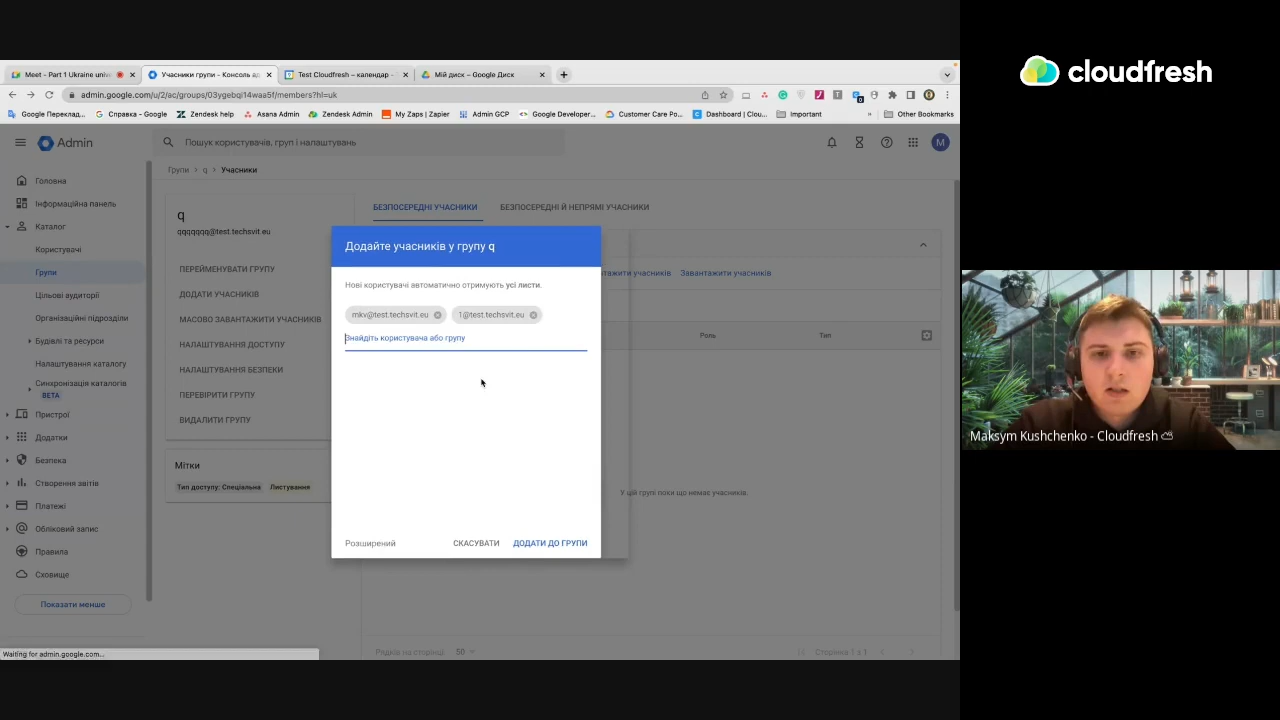 cloudfresh
Meet - Part 1 Ukraine univ
Учасники групи - Консоль ад
Test Cloudfresh – календар -
Мій диск – Google Диск
admin.google.com/u/2/ac/groups/03ygebqi14waa5f/members?hl=uk
Google Переклад...
Справка - Google
Zendesk help
Asana Admin
Zendesk Admin
My Zaps | Zapier
Admin GCP
Google Developer...
Customer Care Po...
Dashboard | Clou...
Important
»
Other Bookmarks
Admin
Пошук користувачів, груп і налаштувань
M
Групи > q > Учасники
Головна
Інформаційна панель
Каталог
Користувачі
Групи
Цільові аудиторії
Організаційні підрозділи
Будівлі та ресурси
Налаштування каталогу
Синхронізація каталогів
BETA
Пристрої
Додатки
Безпека
Створення звітів
Платежі
Обліковий запис
Правила
Сховище
Показати менше
Waiting for admin.google.com...
q
qqqqqqq@test.techsvit.eu
ПЕРЕЙМЕНУВАТИ ГРУПУ
ДОДАТИ УЧАСНИКІВ
МАСОВО ЗАВАНТАЖИТИ УЧАСНИКІВ
НАЛАШТУВАННЯ ДОСТУПУ
НАЛАШТУВАННЯ БЕЗПЕКИ
ПЕРЕВІРИТИ ГРУПУ
ВИДАЛИТИ ГРУПУ
Мітки
Тип доступу: Спеціальна
Листування
БЕЗПОСЕРЕДНІ УЧАСНИКИ
БЕЗПОСЕРЕДНІ Й НЕПРЯМІ УЧАСНИКИ
тажити учасників
Завантажити учасників
Роль
Тип
У цій групі поки що немає учасників.
Рядків на сторінці: 50
Сторінка 1 з 1
Додайте учасників у групу q
Нові користувачі автоматично отримують усі листи.
mkv@test.techsvit.eu
1@test.techsvit.eu
Знайдіть користувача або групу
Розширений
СКАСУВАТИ
ДОДАТИ ДО ГРУПИ
Maksym Kushchenko - Cloudfresh